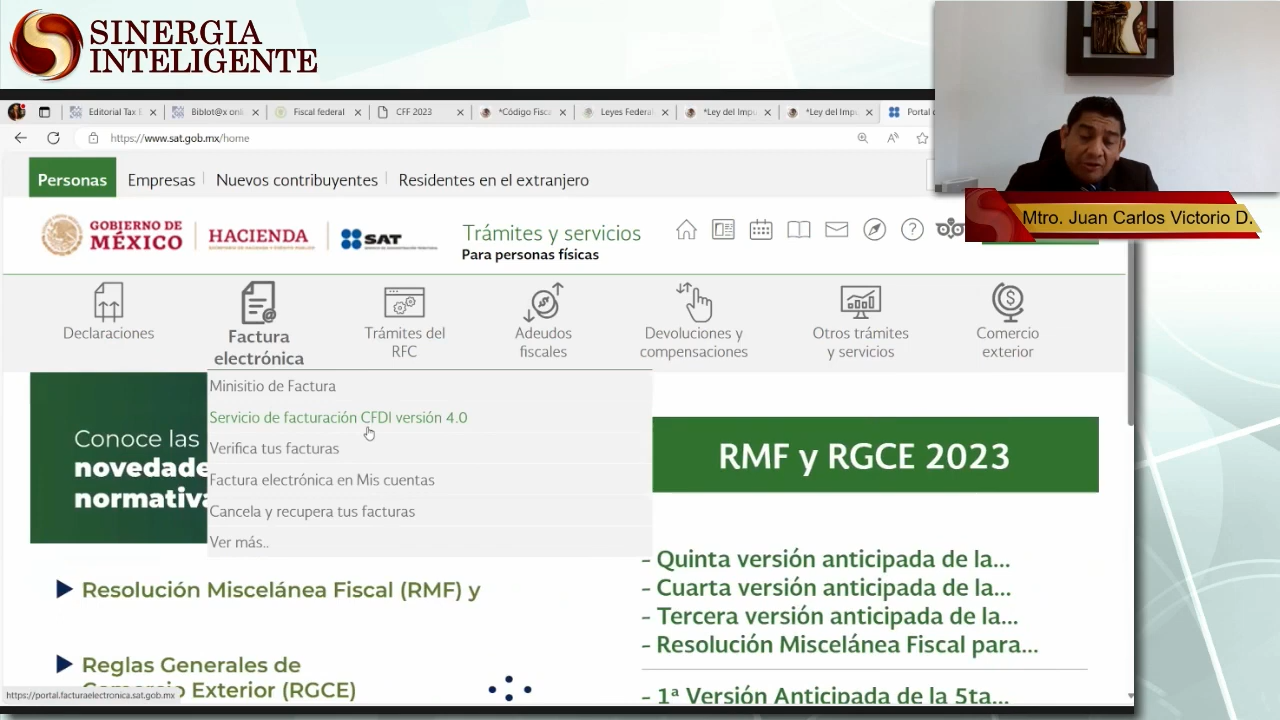 SINERGIA
INTELIGENTE
Editorial Tax
Biblot@x onl
Fiscal federal
CFF 2023
*Código Fisca
Leyes Federal
*Ley del Impu
*Ley del Impu
Portal
https://www.sat.gob.mx/home
Personas
Empresas
Nuevos contribuyentes
Residentes en el extranjero
GOBIERNO DE
MÉXICO
HACIENDA
SAT
Trámites y servicios
Para personas físicas
Mtro. Juan Carlos Victorio D.
Declaraciones
Factura
electrónica
Trámites del
RFC
Adeudos
fiscales
Devoluciones y
compensaciones
Otros trámites
y servicios
Comercio
exterior
Minisitio de Factura
Servicio de facturación CFDI versión 4.0
Verifica tus facturas
Factura electrónica en Mis cuentas
Cancela y recupera tus facturas
Ver más..
Conoce las
novedade
normativa
RMF y RGCE 2023
Resolución Miscelánea Fiscal (RMF) y
Reglas Generales de
Comercio Exterior (RGCE)
- Quinta versión anticipada de la...
- Cuarta versión anticipada de la...
- Tercera versión anticipada de la...
- Resolución Miscelánea Fiscal para...
- 1ª Versión Anticipada de la 5ta...
https://portal.facturaelectronica.sat.gob.mx